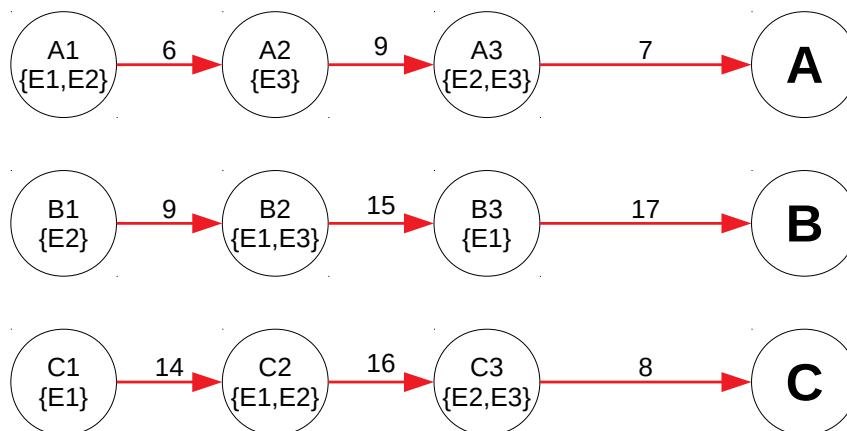 A1
{E1,E2}
6
A2
{E3}
9
A3
{E2,E3}
7
A
B1
{E2}
9
B2
{E1,E3}
15
B3
{E1}
17
B
C1
{E1}
14
C2
{E1,E2}
16
C3
{E2,E3}
8
C